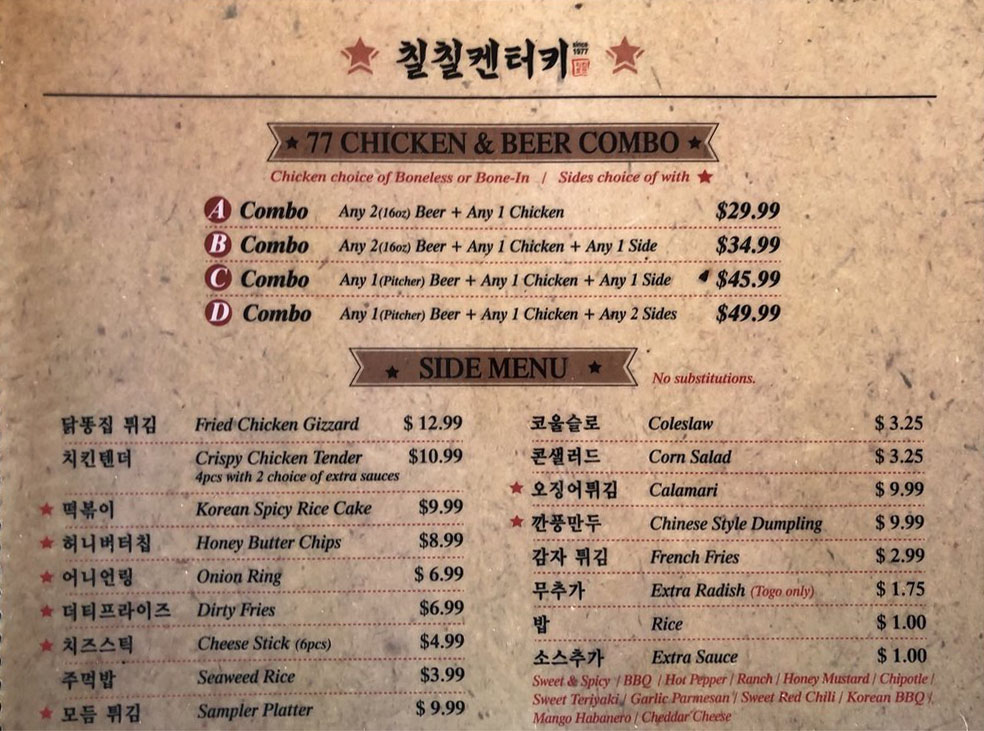 칠칠켄터키 since 1977
77 CHICKEN & BEER COMBO
Chicken choice of Boneless or Bone-In / Sides choice of with ★
A Combo Any 2(16oz) Beer + Any 1 Chicken $29.99
B Combo Any 2(16oz) Beer + Any 1 Chicken + Any 1 Side $34.99
C Combo Any 1(Pitcher) Beer + Any 1 Chicken + Any 1 Side $45.99
D Combo Any 1(Pitcher) Beer + Any 1 Chicken + Any 2 Sides $49.99
SIDE MENU
No substitutions.
닭똥집 튀김 Fried Chicken Gizzard $ 12.99
치킨텐더 Crispy Chicken Tender $10.99
4pcs with 2 choice of extra sauces
★ 떡볶이 Korean Spicy Rice Cake $9.99
★ 허니버터칩 Honey Butter Chips $8.99
★ 어니언링 Onion Ring $ 6.99
★ 더티프라이즈 Dirty Fries $6.99
★ 치즈스틱 Cheese Stick (6pcs) $4.99
주먹밥 Seaweed Rice $3.99
★ 모듬 튀김 Sampler Platter $ 9.99
코울슬로 Coleslaw $ 3.25
콘샐러드 Corn Salad $ 3.25
★ 오징어튀김 Calamari $ 9.99
★ 깐풍만두 Chinese Style Dumpling $ 9.99
감자 튀김 French Fries $ 2.99
무추가 Extra Radish (Togo only) $ 1.75
밥 Rice $ 1.00
소스추가 Extra Sauce $ 1.00
Sweet & Spicy / BBQ / Hot Pepper / Ranch / Honey Mustard / Chipotle /
Sweet Teriyaki / Garlic Parmesan / Sweet Red Chili / Korean BBQ /
Mango Habanero / Cheddar Cheese